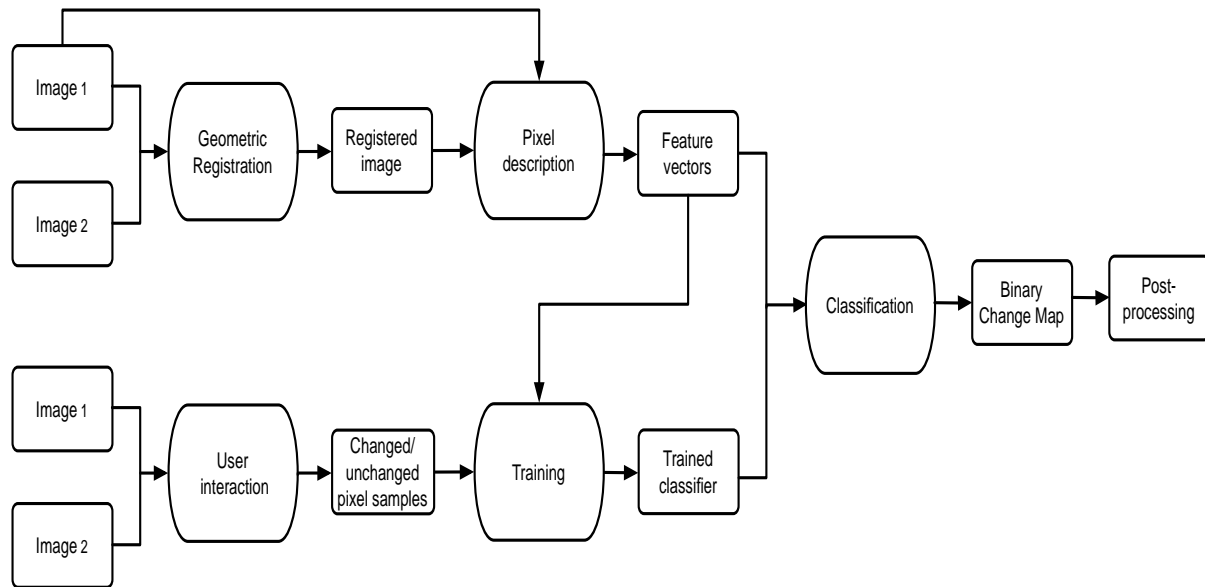 Image 1
Geometric
Registration
Registered
image
Pixel
description
Feature
vectors
Image 2
Classification
Binary
Change Map
Post-
processing
Image 1
User
interaction
Changed/
unchanged
pixel samples
Training
Trained
classifier
Image 2